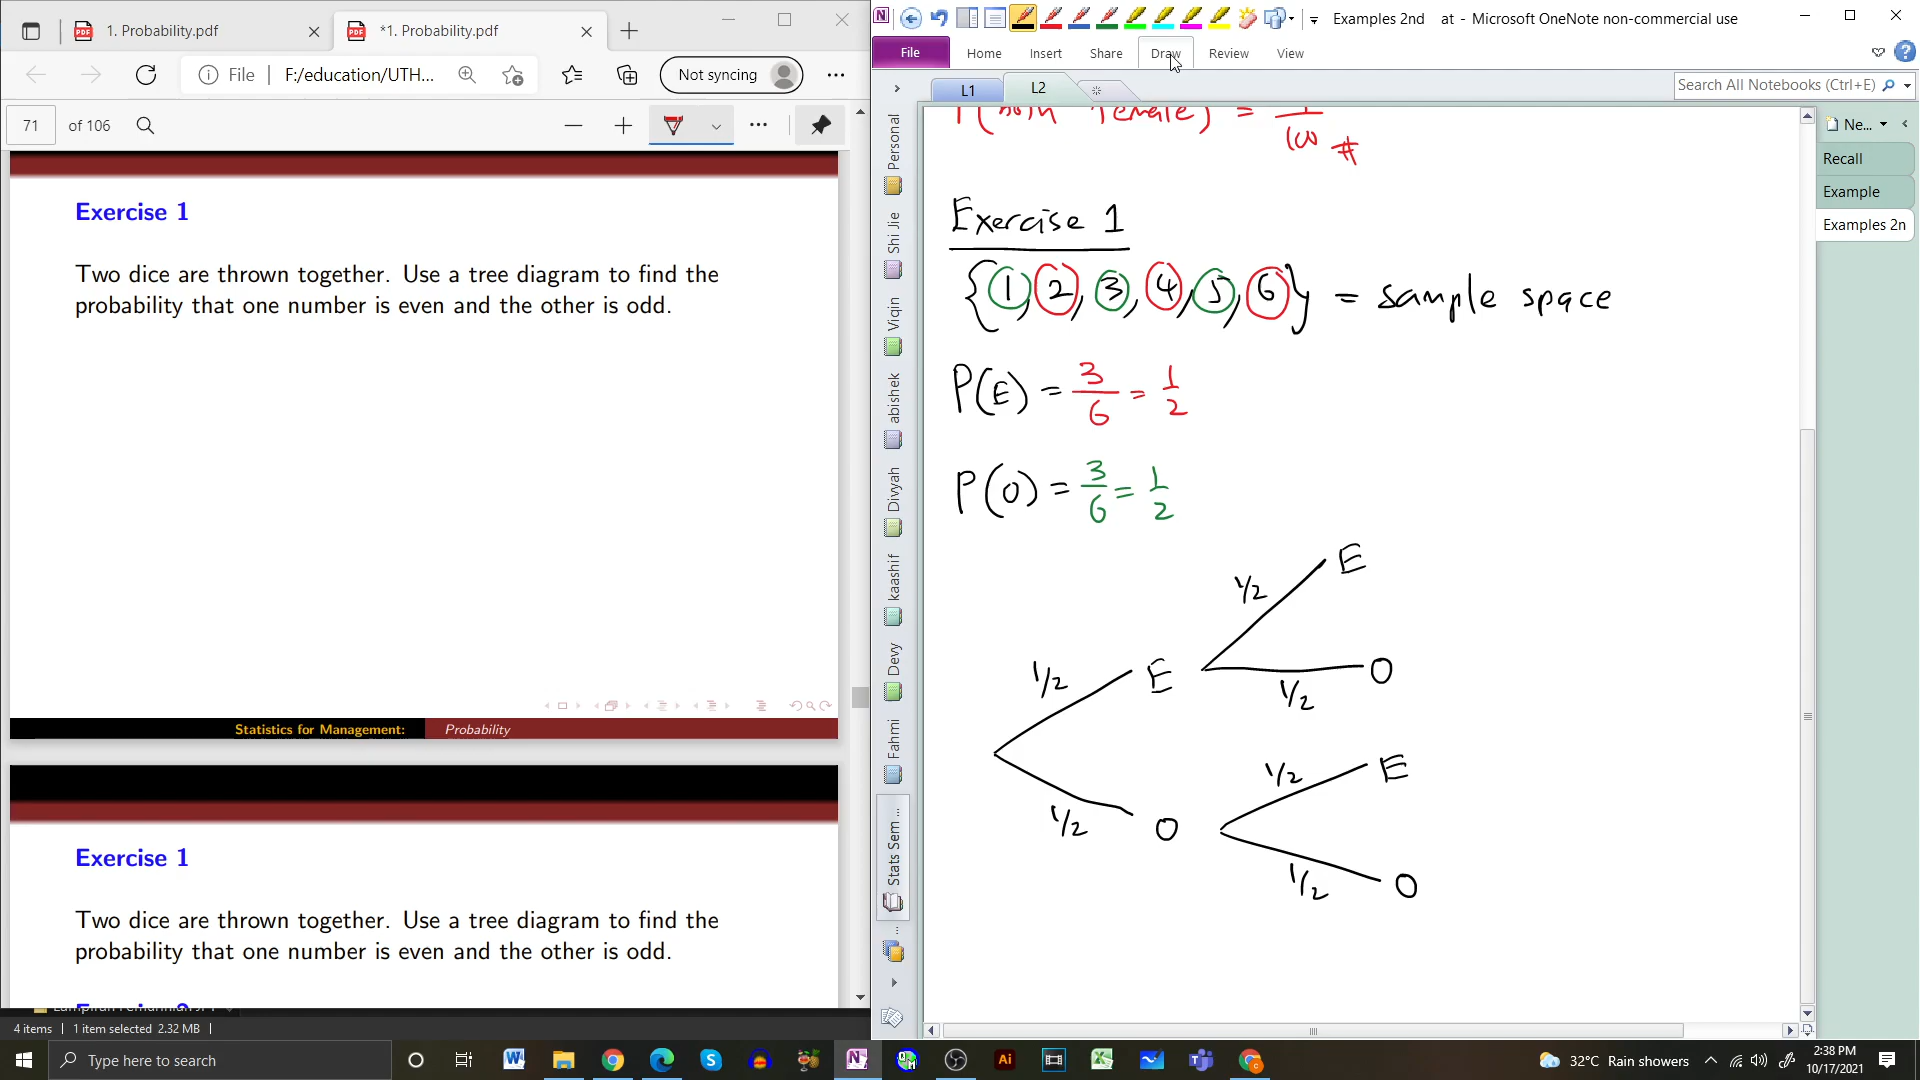 1. Probability.pdf
*1. Probability.pdf
File
F:/education/UTH...
Not syncing
71
of 106
Exercise 1
Two dice are thrown together. Use a tree diagram to find the
probability that one number is even and the other is odd.
Statistics for Management:
Probability
Exercise 1
Two dice are thrown together. Use a tree diagram to find the
probability that one number is even and the other is odd.
4 items
1 item selected 2.32 MB
Examples 2nd at - Microsoft OneNote non-commercial use
File
Home
Insert
Share
Draw
Review
View
L1
L2
Search All Notebooks (Ctrl+E)
Personal
Shi Jie
Viqin
abishek
Divyah
kaashif
Devy
Fahmi
Stats Sem ...
Ne...
Recall
Example
Examples 2n
P(both female) = 1/100 #
Exercise 1
{1, 2, 3, 4, 5, 6} = sample space
P(E) = 3/6 = 1/2
P(O) = 3/6 = 1/2
1/2 E
1/2 E
1/2 O
1/2 E
1/2 O
1/2 O
Type here to search
32°C Rain showers
2:38 PM
10/17/2021